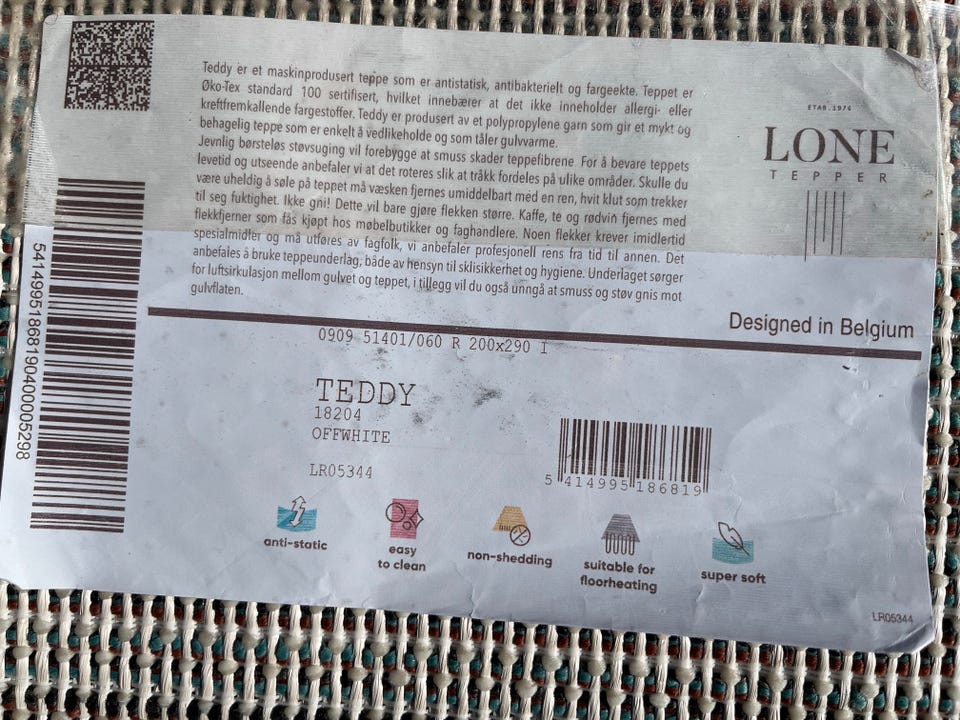 Teddy er et maskinprodusert teppe som er antistatisk, antibakterielt og fargeekte. Teppet er
Øko-Tex standard 100 sertifisert, hvilket innebærer at det ikke inneholder allergi- eller
kreftfremkallende fargestoffer. Teddy er produsert av et polypropylene garn som gir et mykt og
behagelig teppe som er enkelt å vedlikeholde og som tåler gulvvarme.
Jevnlig børsteløs støvsuging vil forebygge at smuss skader teppefibrene. For å bevare teppets
levetid og utseende anbefaler vi at det roteres slik at tråkk fordeles på ulike områder. Skulle du
være uheldig å søle på teppet må væsken fjernes umiddelbart med en ren, hvit klut som trekker
til seg fuktighet. Ikke gni! Dette vil bare gjøre flekken større. Kaffe, te og rødvin fjernes med
flekkfjerner som fås kjøpt hos møbelbutikker og faghandlere. Noen flekker krever imidlertid
spesialmidler og må utføres av fagfolk, vi anbefaler profesjonell rens fra tid til annen. Det
anbefales å bruke teppeunderlag, både av hensyn til sklisikkerhet og hygiene. Underlaget sørger
for luftsirkulasjon mellom gulvet og teppet, i tillegg vil du også unngå at smuss og støv gnis mot
gulvflaten.
ETAB. 1976
LONE
TEPPER
54149951868190400005298
Designed in Belgium
0909 51401/060 R 200x290 I
TEDDY
18204
OFFWHITE
LR05344
5 414995 186819
anti-static
easy
to clean
non-shedding
suitable for
floorheating
super soft
LR05344